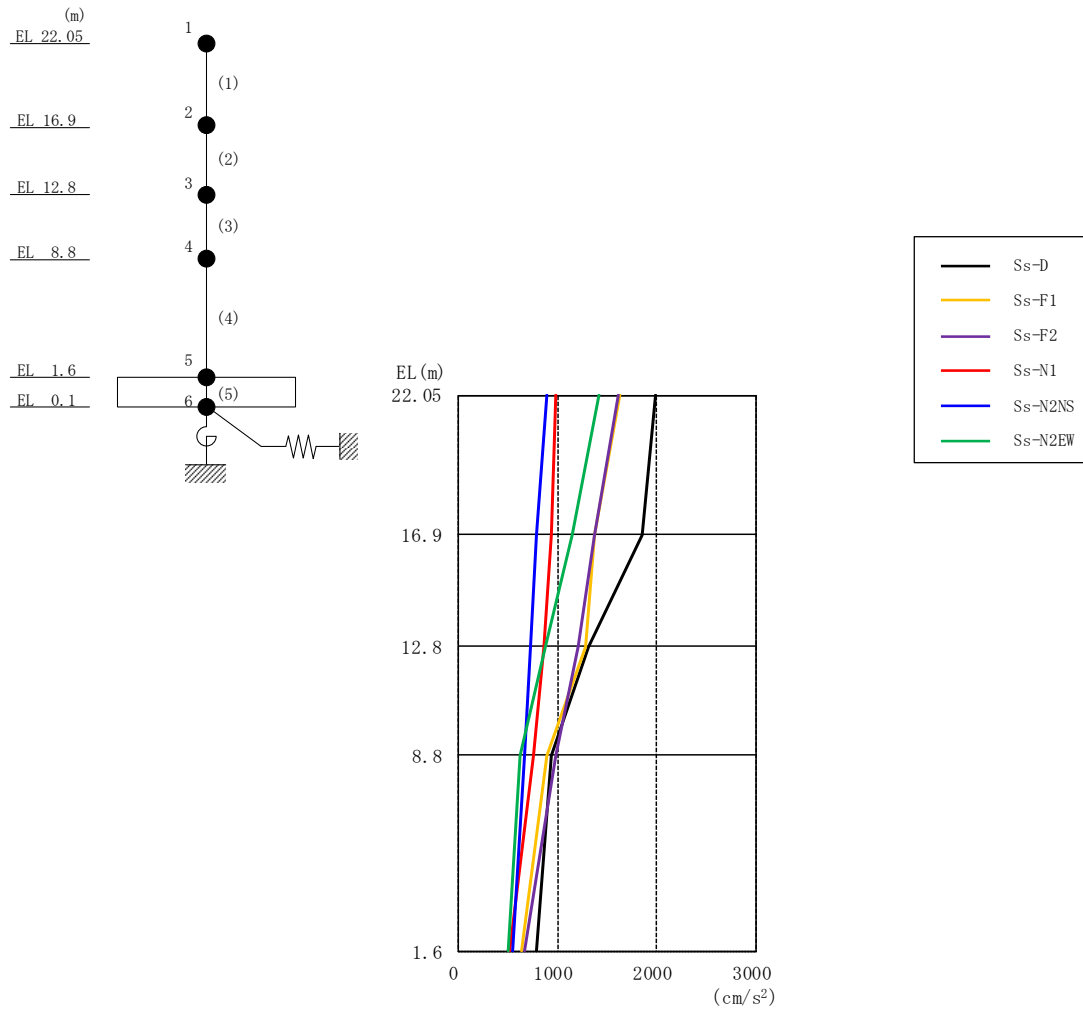 (m)
EL 22.05
EL 16.9
EL 12.8
EL 8.8
EL 1.6
EL 0.1
1
(1)
2
(2)
3
(3)
4
(4)
5
(5)
6
Ss-D
Ss-F1
Ss-F2
Ss-N1
Ss-N2NS
Ss-N2EW
EL(m)
22.05
16.9
12.8
8.8
1.6
0 1000 2000 3000
(cm/s²)